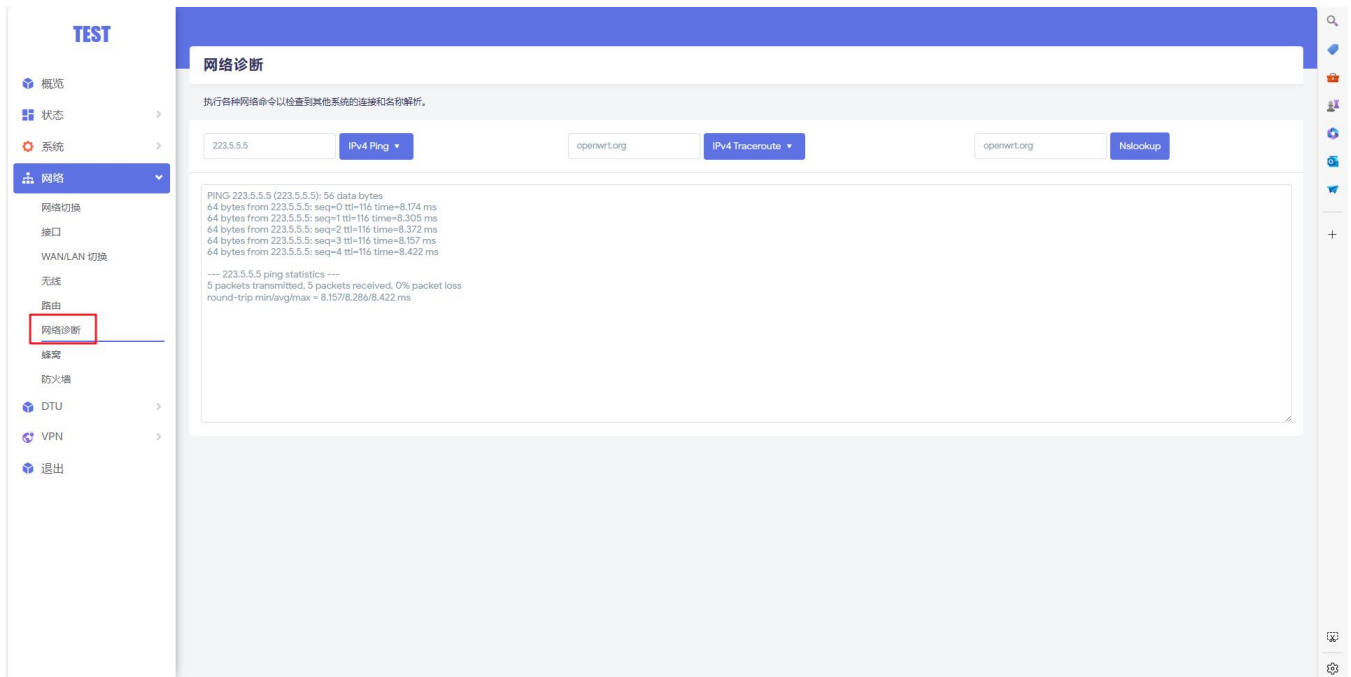 TEST
概览
状态
系统
网络
网络切换
接口
WAN/LAN 切换
无线
路由
网络诊断
蜂窝
防火墙
DTU
VPN
退出
网络诊断
执行各种网络命令以检查到其他系统的连接和名称解析。
223.5.5.5 IPv4 Ping ▼ openwrt.org IPv4 Traceroute ▼ openwrt.org Nslookup
PING 223.5.5.5 (223.5.5.5): 56 data bytes
64 bytes from 223.5.5.5: seq=0 ttl=116 time=8.174 ms
64 bytes from 223.5.5.5: seq=1 ttl=116 time=8.305 ms
64 bytes from 223.5.5.5: seq=2 ttl=116 time=8.372 ms
64 bytes from 223.5.5.5: seq=3 ttl=116 time=8.157 ms
64 bytes from 223.5.5.5: seq=4 ttl=116 time=8.422 ms
--- 223.5.5.5 ping statistics ---
5 packets transmitted, 5 packets received, 0% packet loss
round-trip min/avg/max = 8.157/8.286/8.422 ms